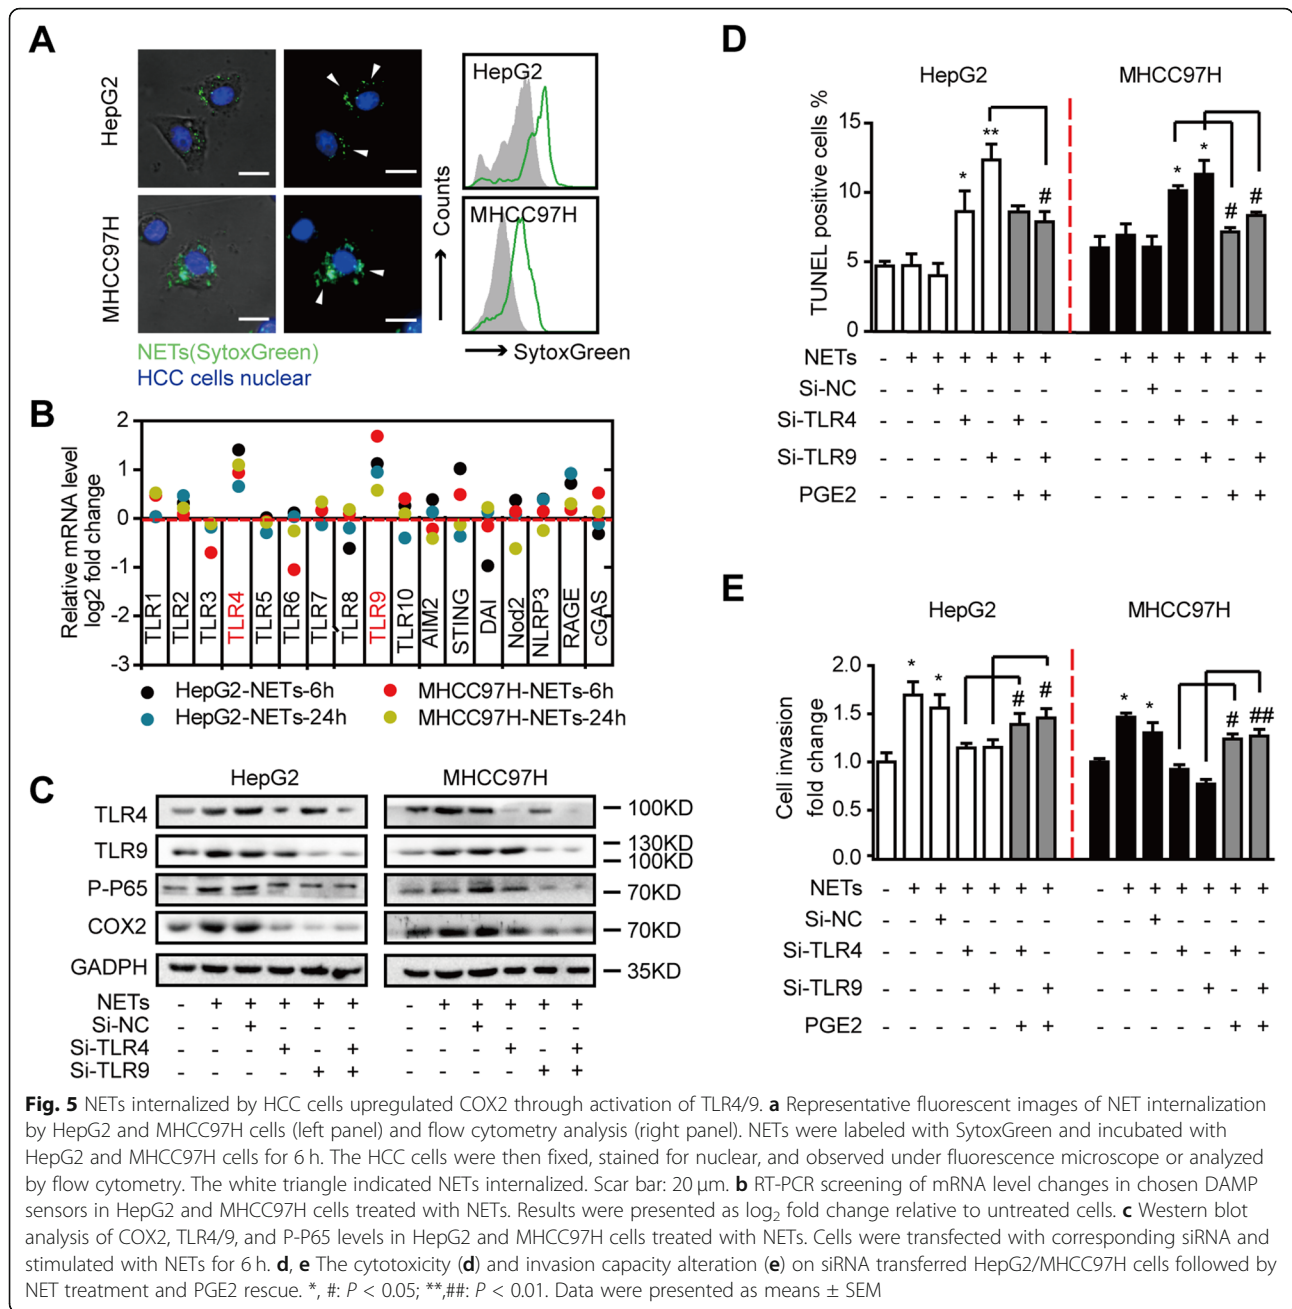 A
HepG2
MHCC97H
NETs(SytoxGreen)
HCC cells nuclear
HepG2
MHCC97H
Counts
SytoxGreen
B
Relative mRNA level
log2 fold change
2
1
0
-1
-2
-3
TLR1 TLR2 TLR3 TLR4 TLR5 TLR6 TLR7 TLR8 TLR9 TLR10 AIM2 STING DAI Nod2 NLRP3 RAGE cGAS
HepG2-NETs-6h MHCC97H-NETs-6h
HepG2-NETs-24h MHCC97H-NETs-24h
C
HepG2 MHCC97H
TLR4 100KD
TLR9 130KD
100KD
P-P65 70KD
COX2 70KD
GADPH 35KD
NETs - + + + + + - + + + + +
Si-NC - - + - - - - - + - - -
Si-TLR4 - - - + - + - - - + - +
Si-TLR9 - - - - + + - - - - + +
D
HepG2 MHCC97H
TUNEL positive cells %
15
10
5
0
* ** # * * # #
NETs - + + + + + + - + + + + + +
Si-NC - - + - - - - - - + - - - -
Si-TLR4 - - - + - + - - - - + - + -
Si-TLR9 - - - - + - + - - - - + - +
PGE2 - - - - - + + - - - - - + +
E
HepG2 MHCC97H
Cell invasion
fold change
2.0
1.5
1.0
0.5
0.0
* * # # * * # ##
NETs - + + + + + + - + + + + + +
Si-NC - - + - - - - - - + - - - -
Si-TLR4 - - - + - + - - - - + - + -
Si-TLR9 - - - - + - + - - - - + - +
PGE2 - - - - - + + - - - - - + +
Fig. 5 NETs internalized by HCC cells upregulated COX2 through activation of TLR4/9. a Representative fluorescent images of NET internalization
by HepG2 and MHCC97H cells (left panel) and flow cytometry analysis (right panel). NETs were labeled with SytoxGreen and incubated with
HepG2 and MHCC97H cells for 6 h. The HCC cells were then fixed, stained for nuclear, and observed under fluorescence microscope or analyzed
by flow cytometry. The white triangle indicated NETs internalized. Scar bar: 20 μm. b RT-PCR screening of mRNA level changes in chosen DAMP
sensors in HepG2 and MHCC97H cells treated with NETs. Results were presented as log₂ fold change relative to untreated cells. c Western blot
analysis of COX2, TLR4/9, and P-P65 levels in HepG2 and MHCC97H cells treated with NETs. Cells were transfected with corresponding siRNA and
stimulated with NETs for 6 h. d, e The cytotoxicity (d) and invasion capacity alteration (e) on siRNA transferred HepG2/MHCC97H cells followed by
NET treatment and PGE2 rescue. *, #: P < 0.05; **,##: P < 0.01. Data were presented as means ± SEM